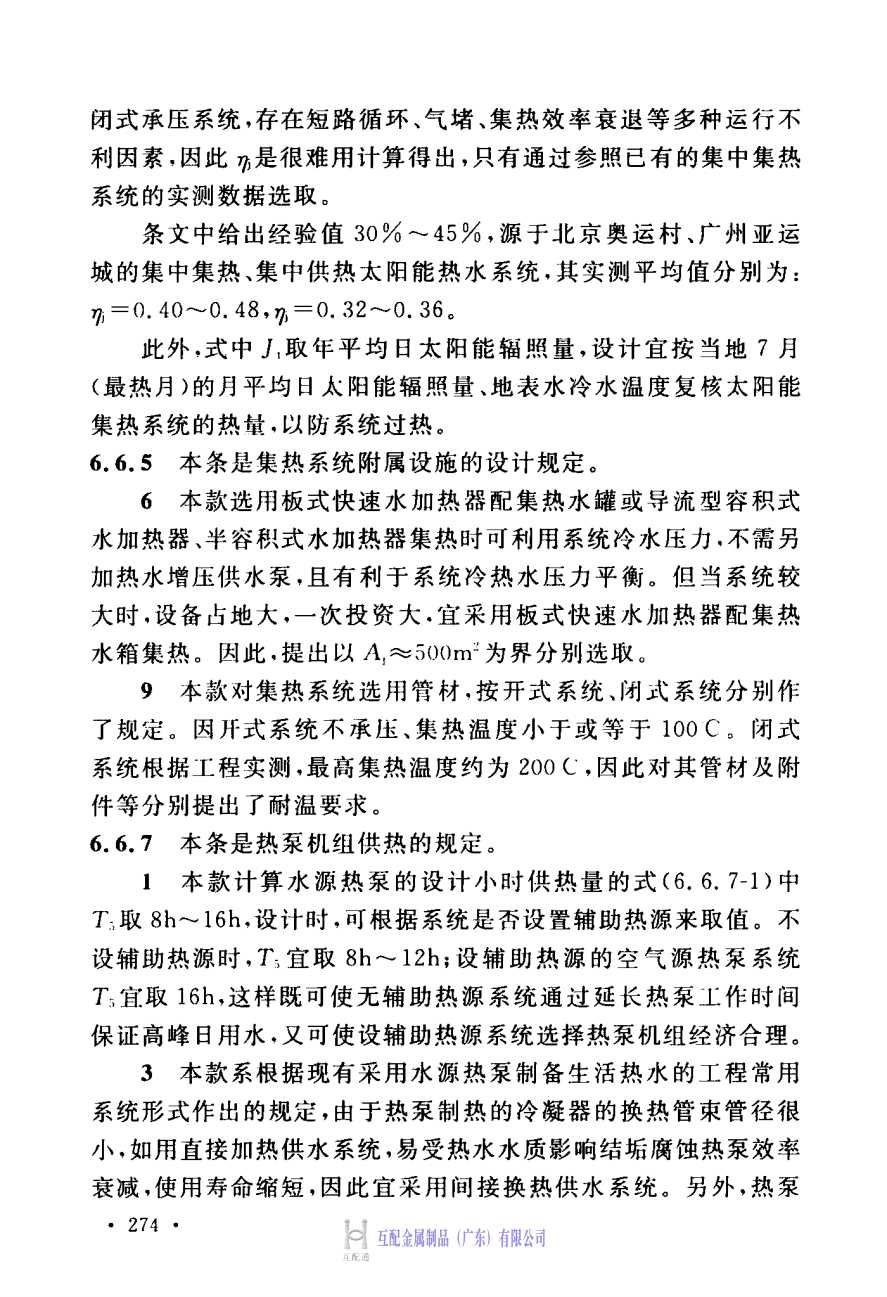 闭式承压系统,存在短路循环、气堵、集热效率衰退等多种运行不
利因素,因此 ηj是很难用计算得出,只有通过参照已有的集中集热
系统的实测数据选取。
条文中给出经验值 30%～45%,源于北京奥运村、广州亚运
城的集中集热、集中供热太阳能热水系统,其实测平均值分别为:
ηj=0.40～0.48,ηj=0.32～0.36。
此外,式中 Jt取年平均日太阳能辐照量,设计宜按当地 7 月
(最热月)的月平均日太阳能辐照量、地表水冷水温度复核太阳能
集热系统的热量,以防系统过热。
6.6.5 本条是集热系统附属设施的设计规定。
6 本款选用板式快速水加热器配集热水罐或导流型容积式
水加热器、半容积式水加热器集热时可利用系统冷水压力,不需另
加热水增压供水泵,且有利于系统冷热水压力平衡。但当系统较
大时,设备占地大,一次投资大,宜采用板式快速水加热器配集热
水箱集热。因此,提出以 Aj≈500m²为界分别选取。
9 本款对集热系统选用管材,按开式系统、闭式系统分别作
了规定。因开式系统不承压、集热温度小于或等于 100℃。闭式
系统根据工程实测,最高集热温度约为 200℃,因此对其管材及附
件等分别提出了耐温要求。
6.6.7 本条是热泵机组供热的规定。
1 本款计算水源热泵的设计小时供热量的式(6.6.7-1)中
T5取 8h～16h,设计时,可根据系统是否设置辅助热源来取值。不
设辅助热源时,T5宜取 8h～12h;设辅助热源的空气源热泵系统
T5宜取 16h,这样既可使无辅助热源系统通过延长热泵工作时间
保证高峰日用水,又可使设辅助热源系统选择热泵机组经济合理。
3 本款系根据现有采用水源热泵制备生活热水的工程常用
系统形式作出的规定,由于热泵制热的冷凝器的换热管束管径很
小,如用直接加热供水系统,易受热水水质影响结垢腐蚀热泵效率
衰减,使用寿命缩短,因此宜采用间接换热供水系统。另外,热泵
· 274 ·
互配金属制品(广东)有限公司
互配通